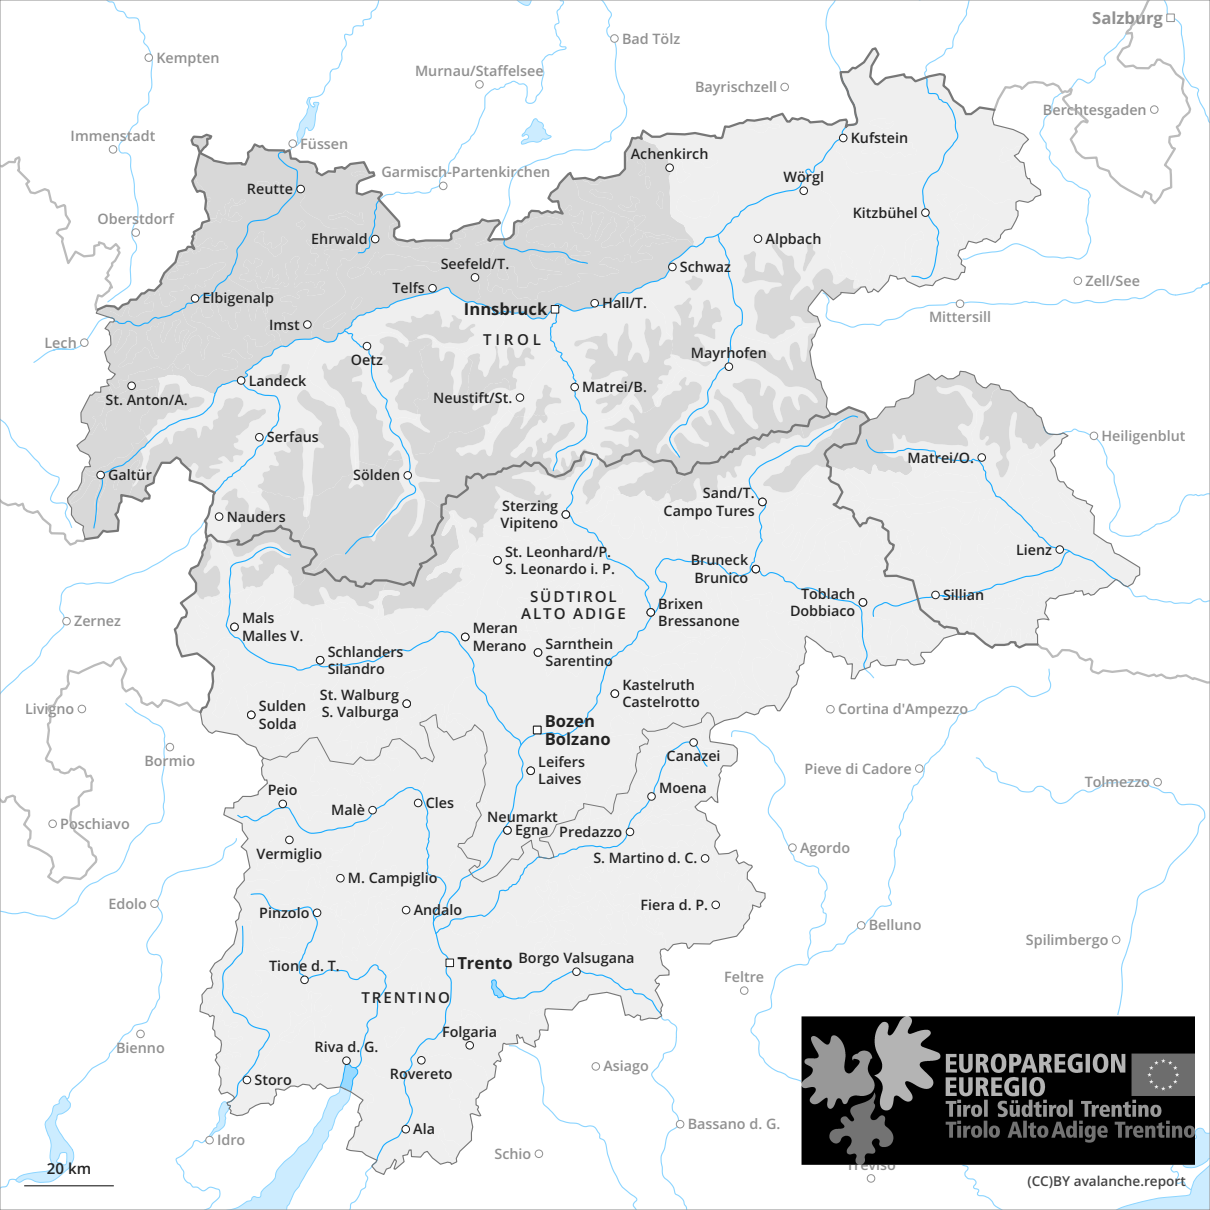 Salzburg
Kempten
Bad Tölz
Murnau/Staffelsee
Bayrischzell
Berchtesgaden
Immenstadt
Füssen
Kufstein
Achenkirch
Garmisch-Partenkirchen
Wörgl
Reutte
Oberstdorf
Kitzbühel
Ehrwald
Alpbach
Seefeld/T.
Schwaz
Zell/See
Telfs
Elbigenalp
Innsbruck
Hall/T.
Mittersill
Imst
TIROL
Lech
Oetz
Mayrhofen
Landeck
Matrei/B.
St. Anton/A.
Neustift/St.
Serfaus
Heiligenblut
Matrei/O.
Galtür
Sölden
Sand/T.
Campo Tures
Sterzing
Vipiteno
Nauders
St. Leonhard/P.
S. Leonardo i. P.
Lienz
Bruneck
Brunico
SÜDTIROL
ALTO ADIGE
Toblach
Dobbiaco
Sillian
Brixen
Bressanone
Mals
Malles V.
Zernez
Meran
Merano
Sarnthein
Sarentino
Schlanders
Silandro
Kastelruth
Castelrotto
St. Walburg
S. Valburga
Sulden
Solda
Livigno
Cortina d'Ampezzo
Bozen
Bolzano
Bormio
Canazei
Leifers
Laives
Pieve di Cadore
Tolmezzo
Peio
Moena
Malè
Cles
Neumarkt
Egna
Predazzo
Poschiavo
Vermiglio
Agordo
S. Martino d. C.
M. Campiglio
Edolo
Pinzolo
Andalo
Fiera d. P.
Belluno
Spilimbergo
Trento
Borgo Valsugana
Tione d. T.
Feltre
TRENTINO
Folgaria
Bienno
Riva d. G.
Asiago
Rovereto
Storo
EUROPAREGION
EUREGIO
Tirol Südtirol Trentino
Tirolo Alto Adige Trentino
Ala
Bassano d. G.
Idro
Schio
Treviso
20 km
(CC)BY avalanche.report